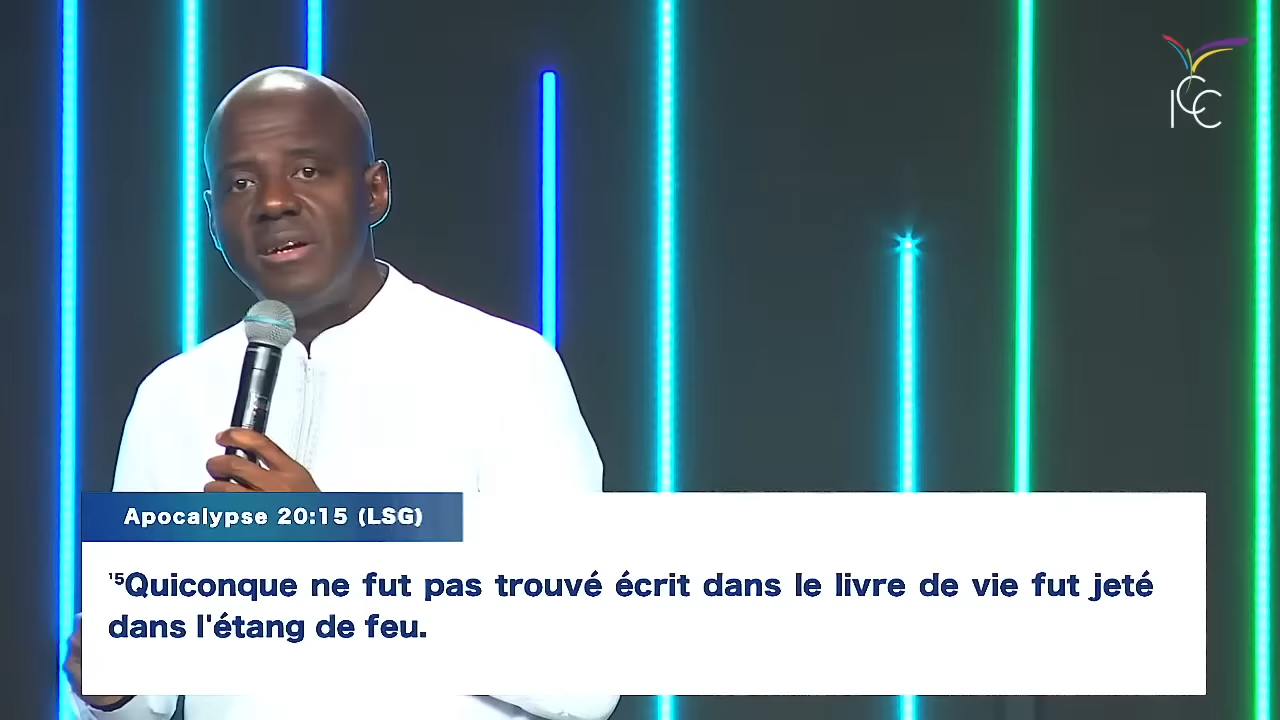 ICC
Apocalypse 20:15 (LSG)
¹⁵Quiconque ne fut pas trouvé écrit dans le livre de vie fut jeté
dans l'étang de feu.